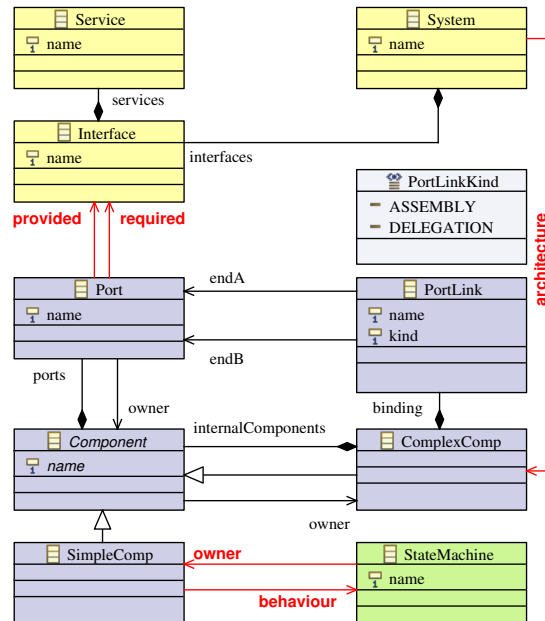 Service
name
System
name
services
Interface
name
interfaces
PortLinkKind
ASSEMBLY
DELEGATION
provided
required
architecture
Port
name
endA
PortLink
name
kind
endB
ports
owner
binding
internalComponents
Component
name
ComplexComp
owner
SimpleComp
owner
StateMachine
name
behaviour